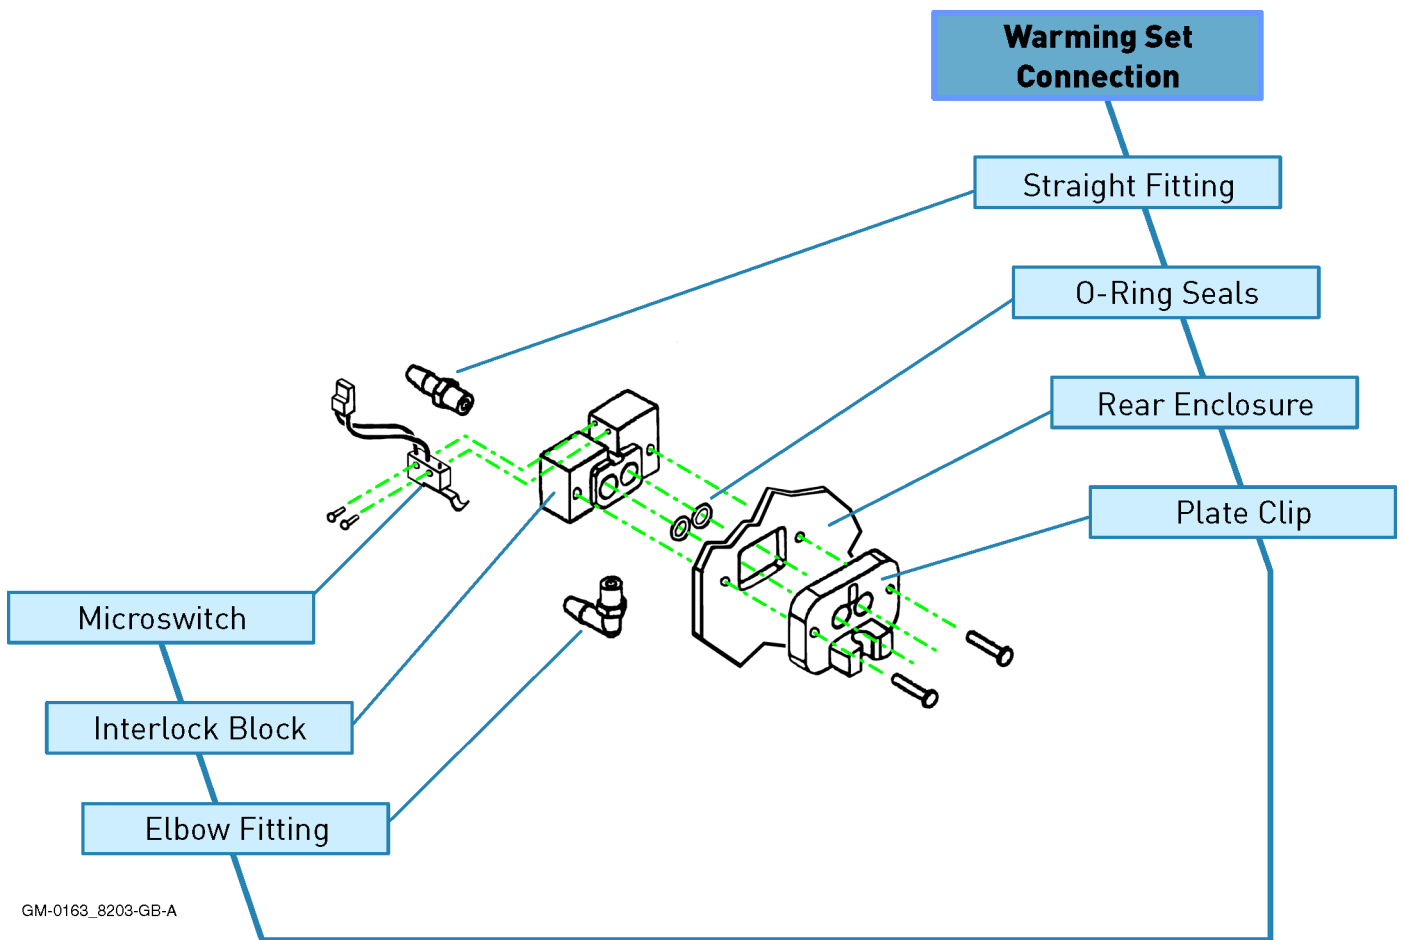 Warming Set
Connection
Straight Fitting
O-Ring Seals
Rear Enclosure
Plate Clip
Microswitch
Interlock Block
Elbow Fitting
GM-0163_8203-GB-A